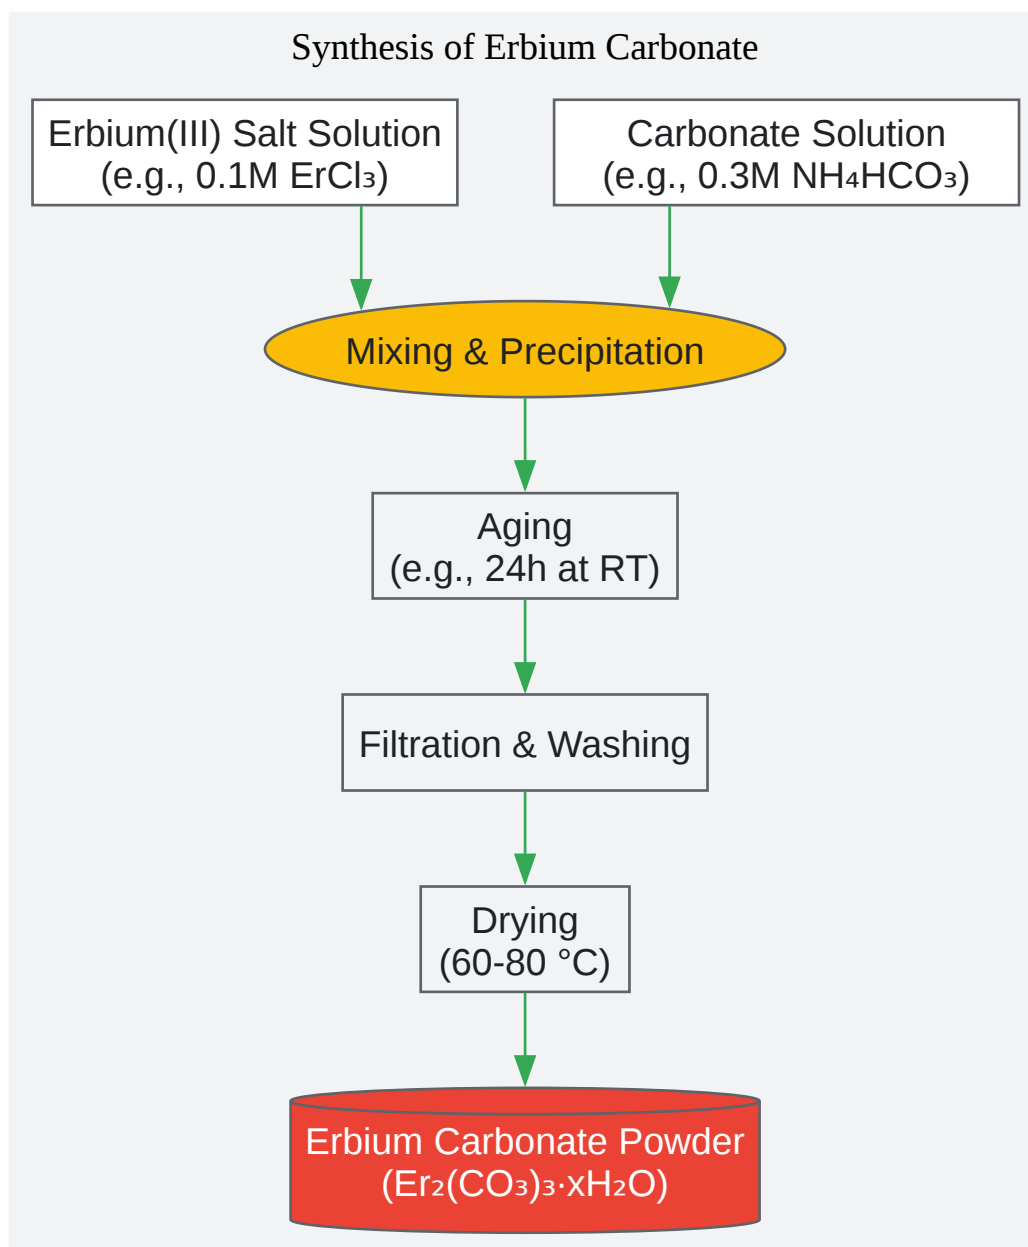 Synthesis of Erbium Carbonate
Erbium(III) Salt Solution
(e.g., 0.1M ErCl₃)
Carbonate Solution
(e.g., 0.3M NH₄HCO₃)
Mixing & Precipitation
Aging
(e.g., 24h at RT)
Filtration & Washing
Drying
(60-80 °C)
Erbium Carbonate Powder
(Er₂(CO₃)₃·xH₂O)